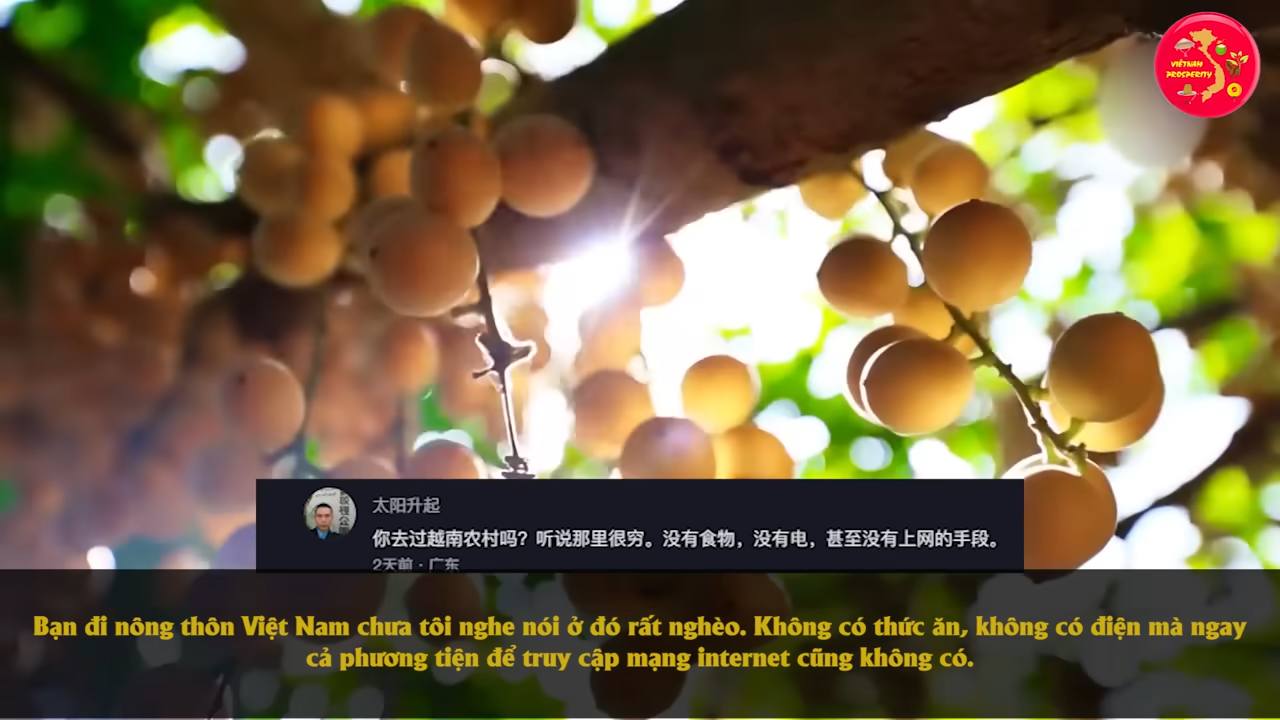 VIETNAM
PROSPERITY
太阳升起
你去过越南农村吗？听说那里很穷。没有食物，没有电，甚至没有上网的手段。
2天前 · 广东
Bạn đi nông thôn Việt Nam chưa tôi nghe nói ở đó rất nghèo. Không có thức ăn, không có điện mà ngay
cả phương tiện để truy cập mạng internet cũng không có.